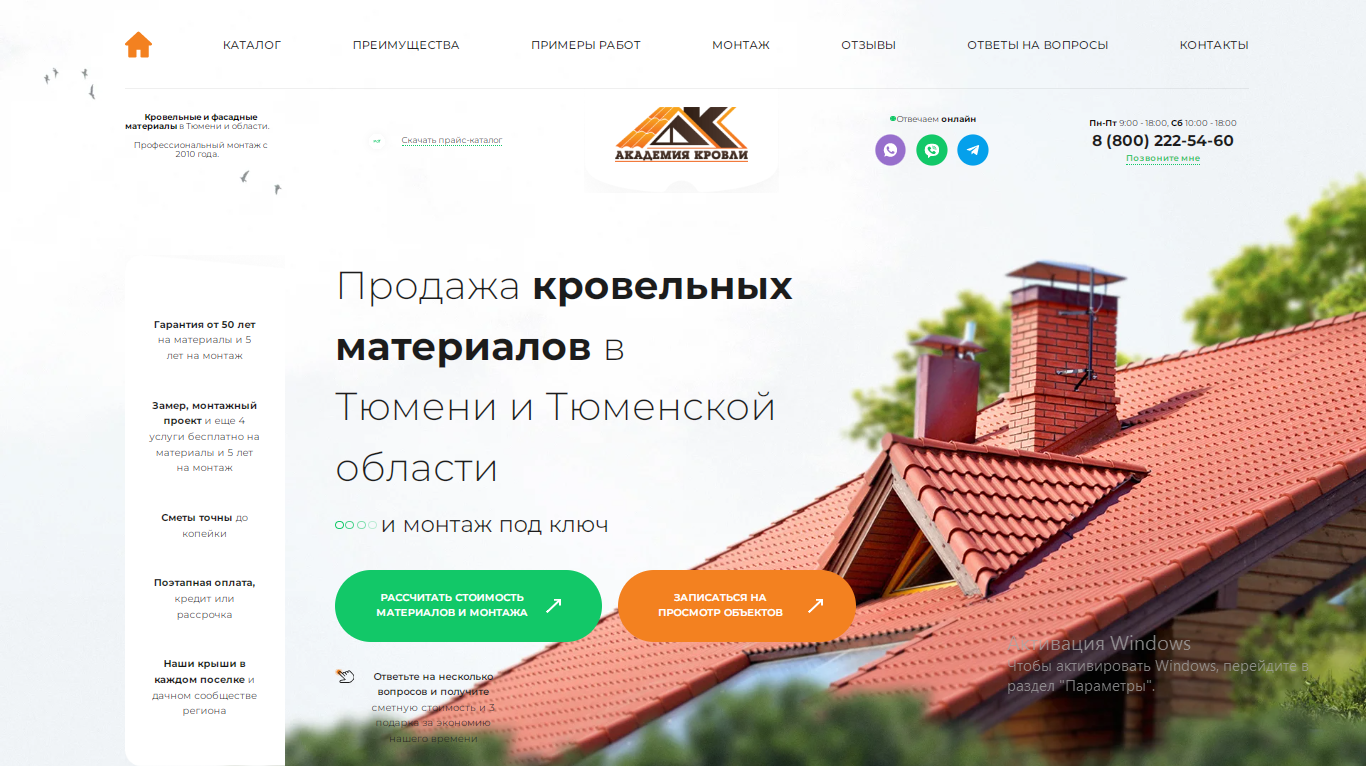 КАТАЛОГ ПРЕИМУЩЕСТВА ПРИМЕРЫ РАБОТ МОНТАЖ ОТЗЫВЫ ОТВЕТЫ НА ВОПРОСЫ КОНТАКТЫ
Кровельные и фасадные
материалы в Тюмени и области.
Профессиональный монтаж с
2010 года.
Скачать прайс-каталог
АК
АКАДЕМИЯ КРОВЛИ
Отвечаем онлайн
Пн-Пт 9:00 - 18:00, Сб 10:00 - 18:00
8 (800) 222-54-60
Позвоните мне
Гарантия от 50 лет
на материалы и 5
лет на монтаж
Замер, монтажный
проект и еще 4
услуги бесплатно на
материалы и 5 лет
на монтаж
Сметы точны до
копейки
Поэтапная оплата,
кредит или
рассрочка
Наши крыши в
каждом поселке и
дачном сообществе
региона
Продажа кровельных
материалов в
Тюмени и Тюменской
области
и монтаж под ключ
РАССЧИТАТЬ СТОИМОСТЬ
МАТЕРИАЛОВ И МОНТАЖА
ЗАПИСАТЬСЯ НА
ПРОСМОТР ОБЪЕКТОВ
Ответьте на несколько
вопросов и получите
сметную стоимость и 3
подарка за экономию
нашего времени
Активация Windows
Чтобы активировать Windows, перейдите в
раздел "Параметры".